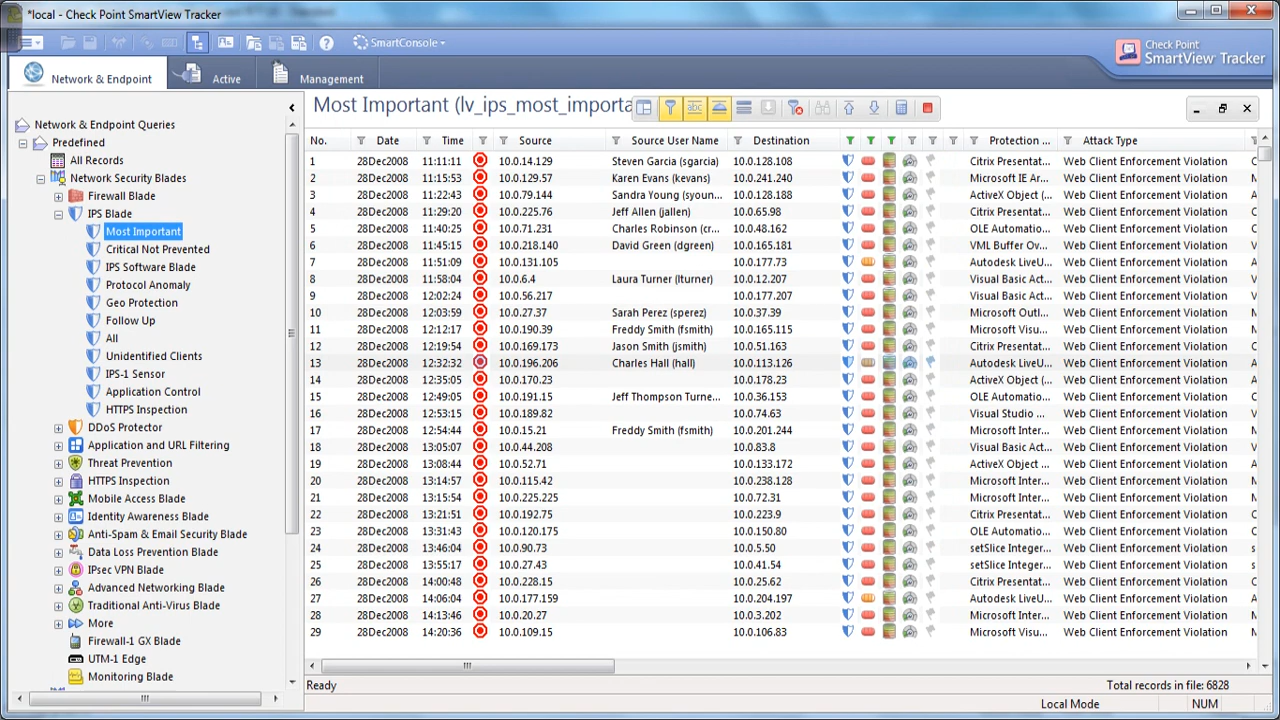 *local - Check Point SmartView Tracker
SmartConsole
Check Point
SmartView Tracker
Network & Endpoint
Active
Management
Network & Endpoint Queries
Predefined
All Records
Network Security Blades
Firewall Blade
IPS Blade
Most Important
Critical Not Prevented
IPS Software Blade
Protocol Anomaly
Geo Protection
Follow Up
All
Unidentified Clients
IPS-1 Sensor
Application Control
HTTPS Inspection
DDoS Protector
Application and URL Filtering
Threat Prevention
HTTPS Inspection
Mobile Access Blade
Identity Awareness Blade
Anti-Spam & Email Security Blade
Data Loss Prevention Blade
IPsec VPN Blade
Advanced Networking Blade
Traditional Anti-Virus Blade
More
Firewall-1 GX Blade
UTM-1 Edge
Monitoring Blade
Most Important (lv_ips_most_importa
No. Date Time Source Source User Name Destination Protection ... Attack Type
1 28Dec2008 11:11:11 10.0.14.129 Steven Garcia (sgarcia) 10.0.128.108 Citrix Presentat... Web Client Enforcement Violation
2 28Dec2008 11:15:53 10.0.129.57 Karen Evans (kevans) 10.0.241.240 Microsoft IE Ar... Web Client Enforcement Violation
3 28Dec2008 11:22:43 10.0.79.144 Sandra Young (syoun... 10.0.128.183 ActiveX Object (... Web Client Enforcement Violation
4 28Dec2008 11:29:20 10.0.225.76 Jeff Allen (jallen) 10.0.65.98 Citrix Presentat... Web Client Enforcement Violation
5 28Dec2008 11:40:25 10.0.71.231 Charles Robinson (cr... 10.0.48.162 Citrix Presentat... Web Client Enforcement Violation
6 28Dec2008 11:45:15 10.0.218.140 David Green (dgreen) 10.0.165.181 VML Buffer Ov... Web Client Enforcement Violation
7 28Dec2008 11:51:09 10.0.131.105 10.0.177.73 Autodesk LiveU... Web Client Enforcement Violation
8 28Dec2008 11:58:04 10.0.6.4 Laura Turner (lturner) 10.0.12.207 Visual Basic Act... Web Client Enforcement Violation
9 28Dec2008 12:02:24 10.0.56.217 10.0.177.207 Visual Basic Act... Web Client Enforcement Violation
10 28Dec2008 12:03:59 10.0.27.37 Sarah Perez (sperez) 10.0.37.39 Microsoft Outl... Web Client Enforcement Violation
11 28Dec2008 12:12:17 10.0.190.39 Freddy Smith (fsmith) 10.0.165.115 Microsoft Visu... Web Client Enforcement Violation
12 28Dec2008 12:19:54 10.0.169.173 Jason Smith (jsmith) 10.0.51.163 Citrix Presentat... Web Client Enforcement Violation
13 28Dec2008 12:32:32 10.0.196.206 Charles Hall (hall) 10.0.113.126 Autodesk LiveU... Web Client Enforcement Violation
14 28Dec2008 12:35:05 10.0.170.23 10.0.178.23 ActiveX Object (... Web Client Enforcement Violation
15 28Dec2008 12:49:05 10.0.191.15 Jeff Thompson Turne... 10.0.36.153 OLE Automatio... Web Client Enforcement Violation
16 28Dec2008 12:53:15 10.0.189.82 10.0.74.63 Visual Studio ... Web Client Enforcement Violation
17 28Dec2008 12:54:44 10.0.15.21 Freddy Smith (fsmith) 10.0.201.244 Microsoft Inter... Web Client Enforcement Violation
18 28Dec2008 13:05:07 10.0.44.208 10.0.83.8 Visual Basic Act... Web Client Enforcement Violation
19 28Dec2008 13:08:44 10.0.52.71 10.0.133.172 ActiveX Object ... Web Client Enforcement Violation
20 28Dec2008 13:14:57 10.0.115.42 10.0.238.128 Microsoft Inter... Web Client Enforcement Violation
21 28Dec2008 13:15:54 10.0.225.225 10.0.72.31 Microsoft Inter... Web Client Enforcement Violation
22 28Dec2008 13:21:51 10.0.192.75 10.0.223.9 Citrix Presentat... Web Client Enforcement Violation
23 28Dec2008 13:31:43 10.0.120.175 10.0.150.80 OLE Automatio... Web Client Enforcement Violation
24 28Dec2008 13:46:04 10.0.90.73 10.0.5.50 setSlice Integer... Web Client Enforcement Violation
25 28Dec2008 13:55:17 10.0.27.43 10.0.41.54 setSlice Integer... Web Client Enforcement Violation
26 28Dec2008 14:00:48 10.0.228.15 10.0.25.62 Citrix Presentat... Web Client Enforcement Violation
27 28Dec2008 14:06:04 10.0.177.159 10.0.204.197 Autodesk LiveU... Web Client Enforcement Violation
28 28Dec2008 14:13:46 10.0.20.27 10.0.3.202 Microsoft Inter... Web Client Enforcement Violation
29 28Dec2008 14:20:36 10.0.109.15 10.0.106.83 Microsoft Visu... Web Client Enforcement Violation
Ready
Total records in file: 6828
Local Mode
NUM